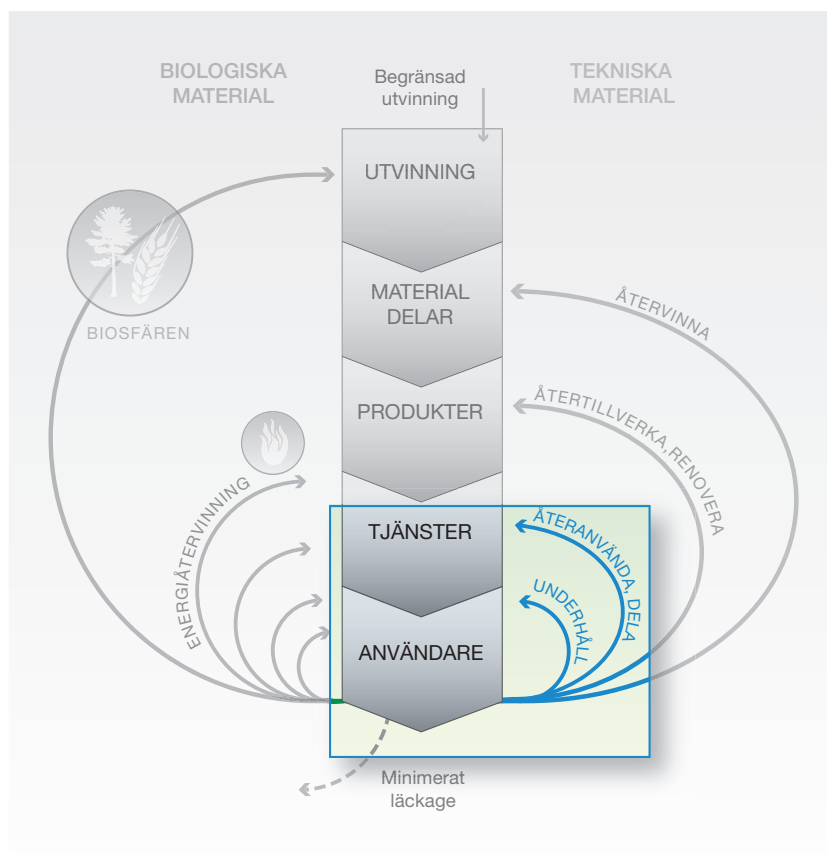 BIOLOGISKA
MATERIAL
Begränsad
utvinning
TEKNISKA
MATERIAL
UTVINNING
BIOSFÄREN
MATERIAL
DELAR
ÅTERVINNA
PRODUKTER
ÅTERTILLVERKA, RENOVERA
ENERGIÅTERVINNING
TJÄNSTER
ÅTERANVÄNDA, DELA
UNDERHÅLL
ANVÄNDARE
Minimerat
läckage